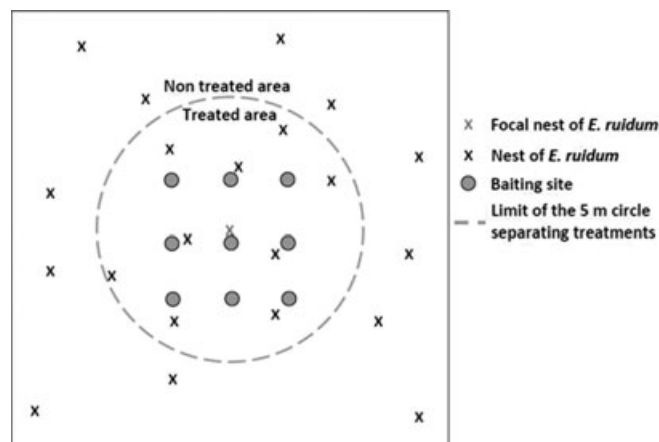 Non treated area
Treated area
x Focal nest of E. ruidum
x Nest of E. ruidum
Baiting site
Limit of the 5 m circle
separating treatments